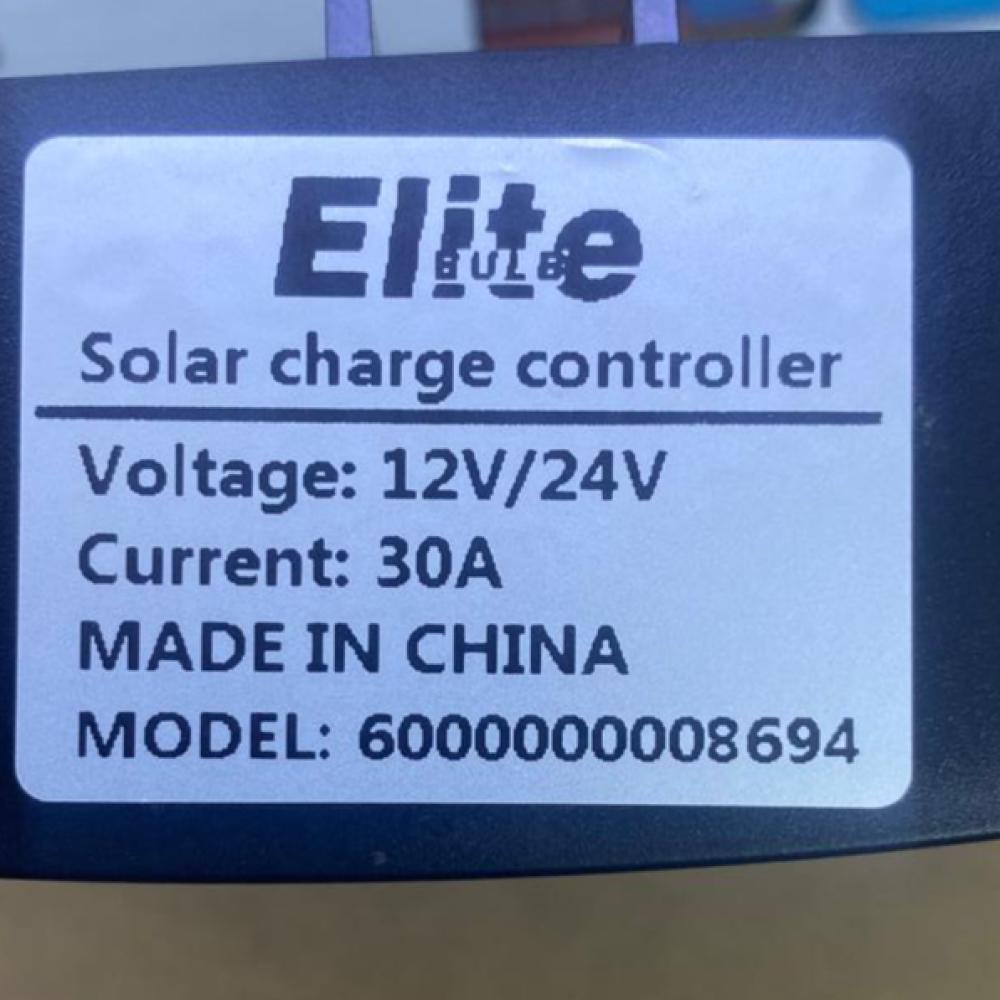 Elite
BULB
Solar charge controller
Voltage: 12V/24V
Current: 30A
MADE IN CHINA
MODEL: 6000000008694